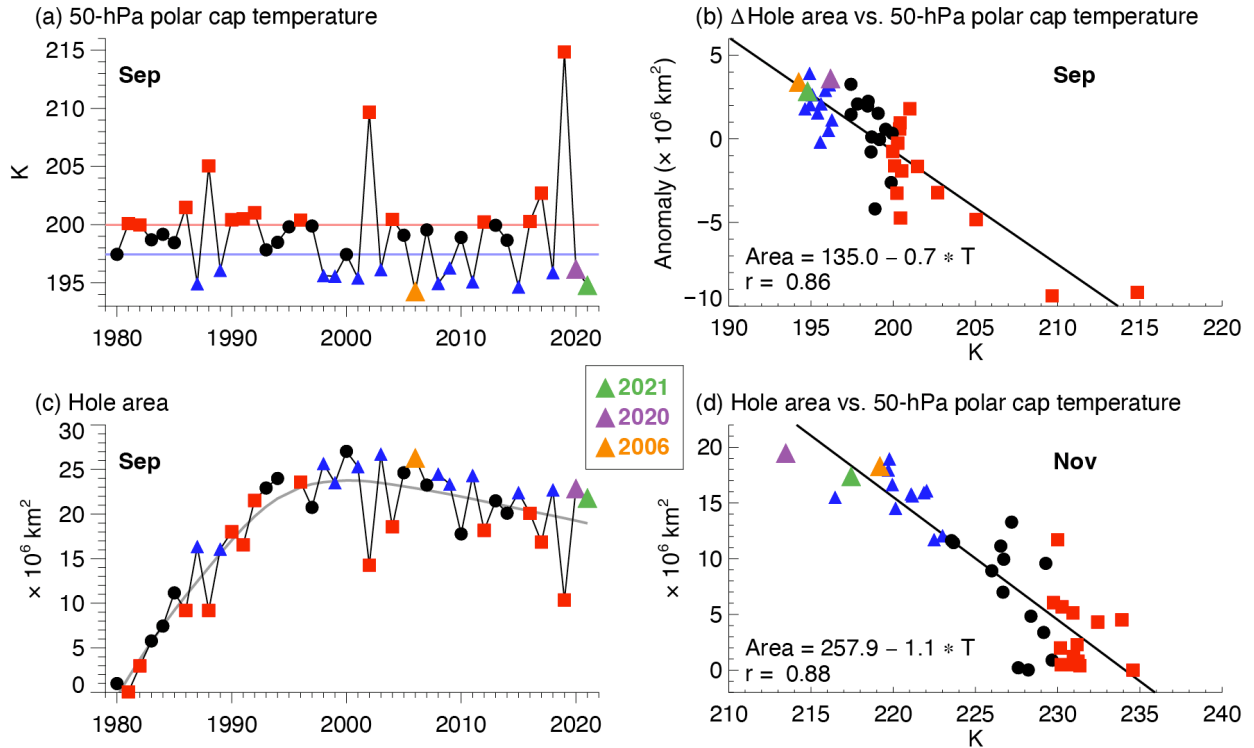 (a) 50-hPa polar cap temperature
K
215
210
205
200
195
Sep
1980 1990 2000 2010 2020
(b) ΔHole area vs. 50-hPa polar cap temperature
Anomaly (× 10⁶ km²)
5
0
−5
−10
Sep
Area = 135.0 − 0.7 * T
r = 0.86
190 195 200 205 210 215 220
K
2021
2020
2006
(c) Hole area
× 10⁶ km²
30
25
20
15
10
5
0
Sep
1980 1990 2000 2010 2020
(d) Hole area vs. 50-hPa polar cap temperature
× 10⁶ km²
20
15
10
5
0
Nov
Area = 257.9 − 1.1 * T
r = 0.88
210 215 220 225 230 235 240
K